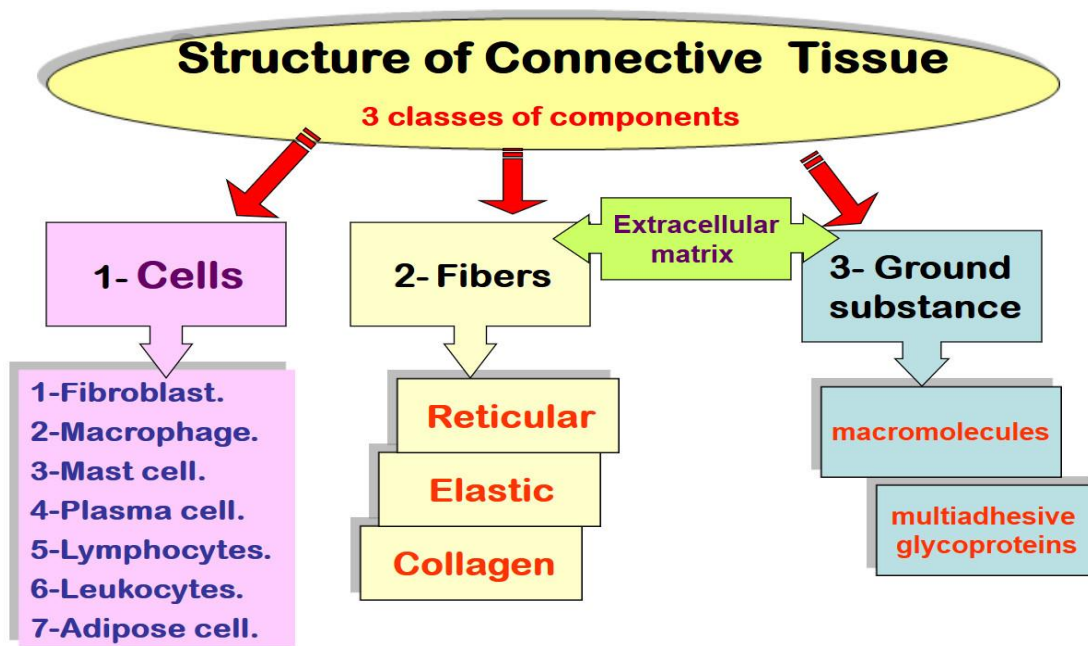 Structure of Connective Tissue
3 classes of components
Extracellular
matrix
1- Cells
2- Fibers
3- Ground
substance
1-Fibroblast.
2-Macrophage.
3-Mast cell.
4-Plasma cell.
5-Lymphocytes.
6-Leukocytes.
7-Adipose cell.
Reticular
Elastic
Collagen
macromolecules
multiadhesive
glycoproteins